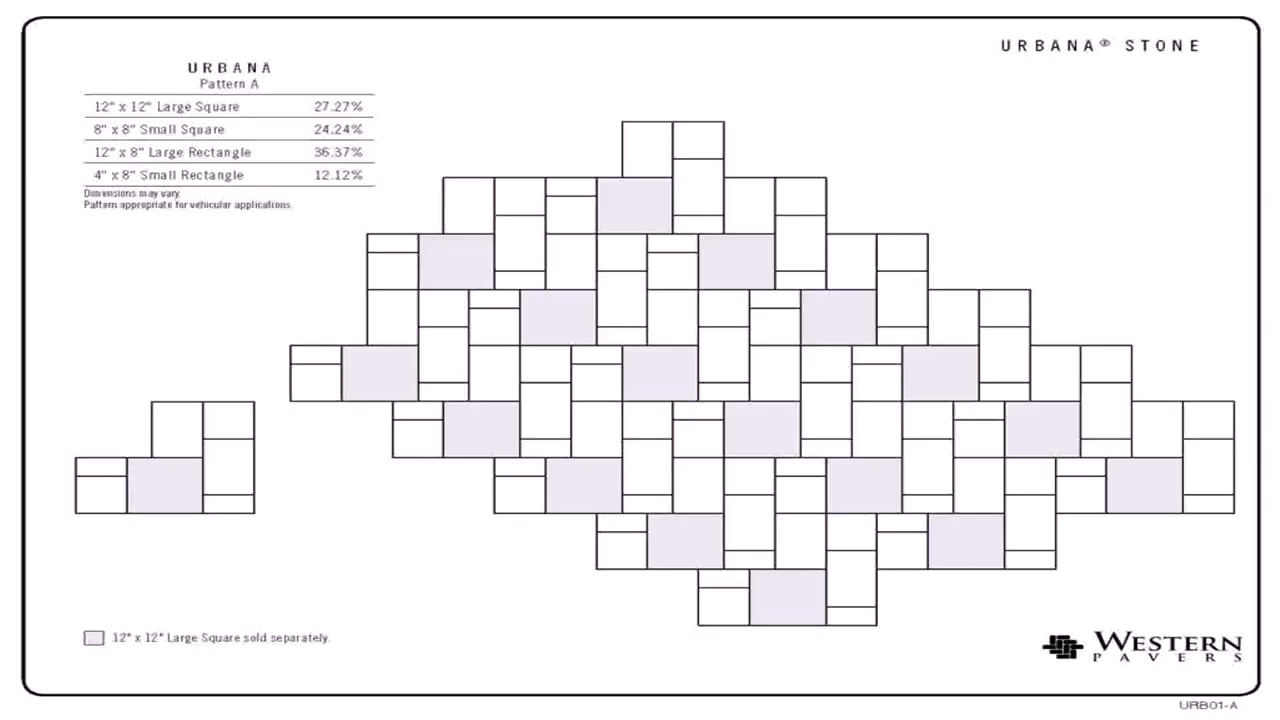 URBANA® STONE
URBANA
Pattern A
12" x 12" Large Square 27.27%
8" x 8" Small Square 24.24%
12" x 8" Large Rectangle 36.37%
4" x 8" Small Rectangle 12.12%
Dimensions may vary.
Pattern appropriate for vehicular applications.
12" x 12" Large Square sold separately.
WESTERN
PAVERS
URB01-A